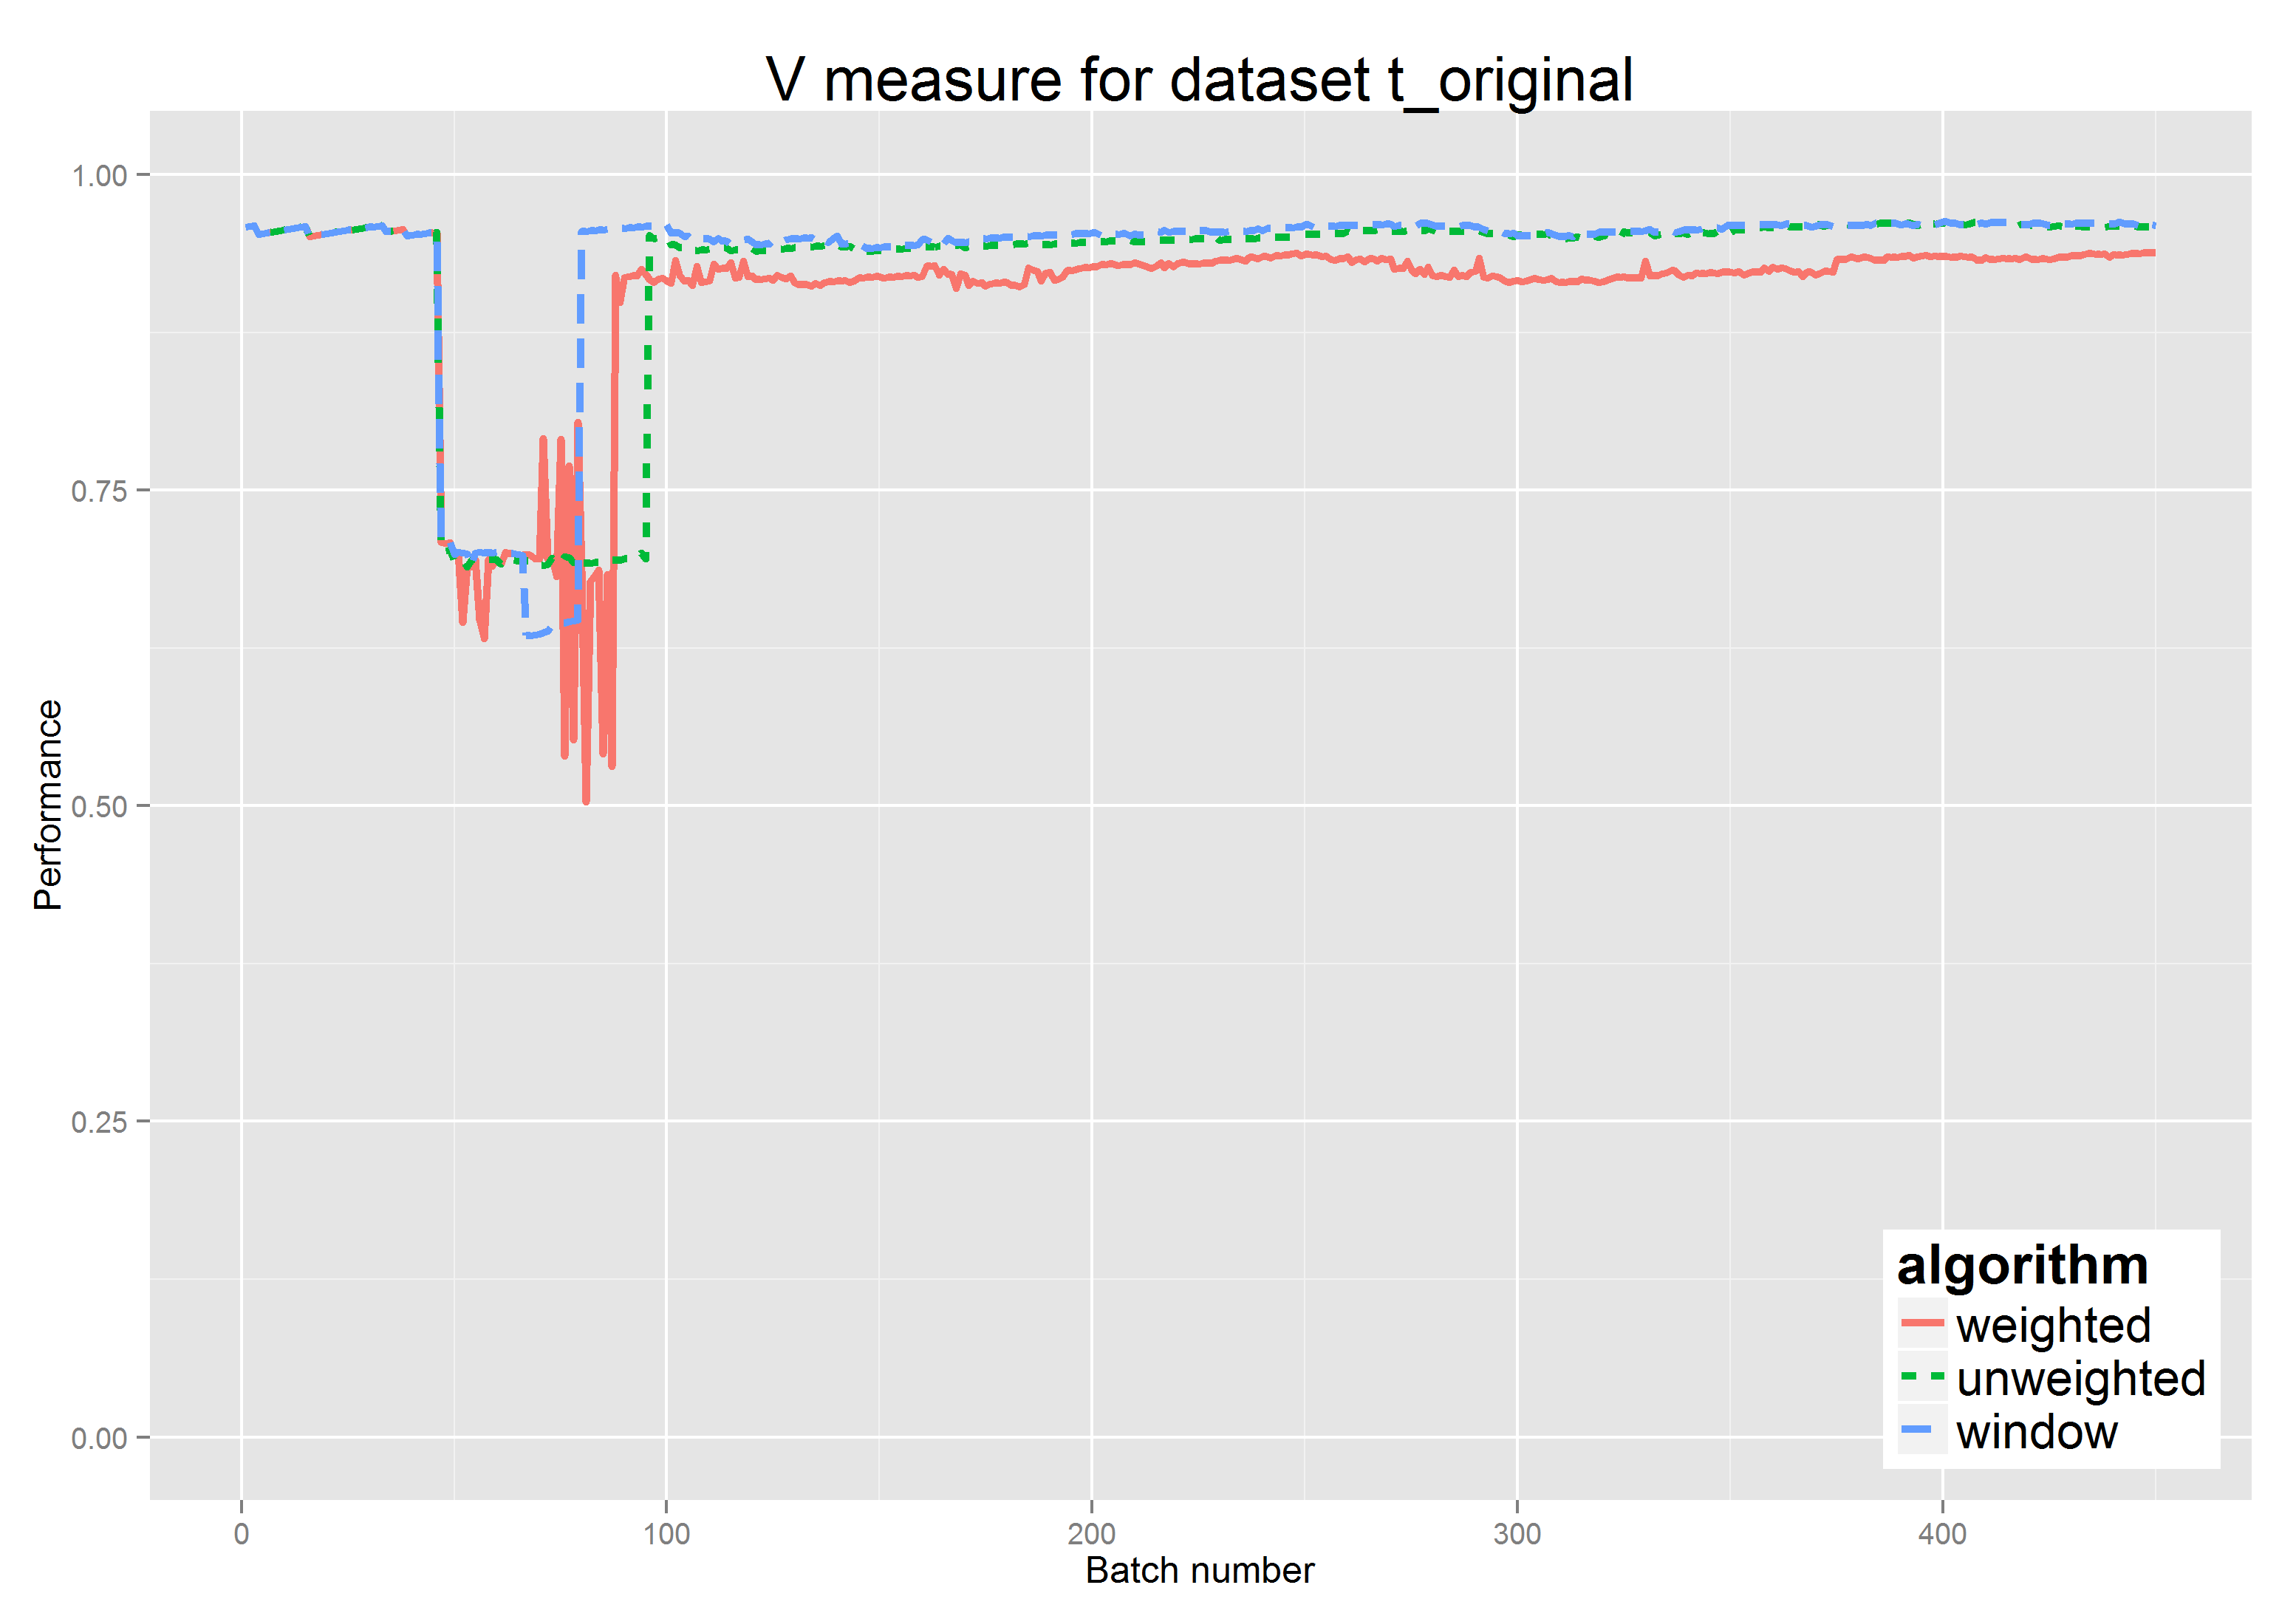 V measure for dataset t_original
1.00
0.75
0.50
0.25
0.00
Performance
0
100
200
300
400
Batch number
algorithm
weighted
unweighted
window